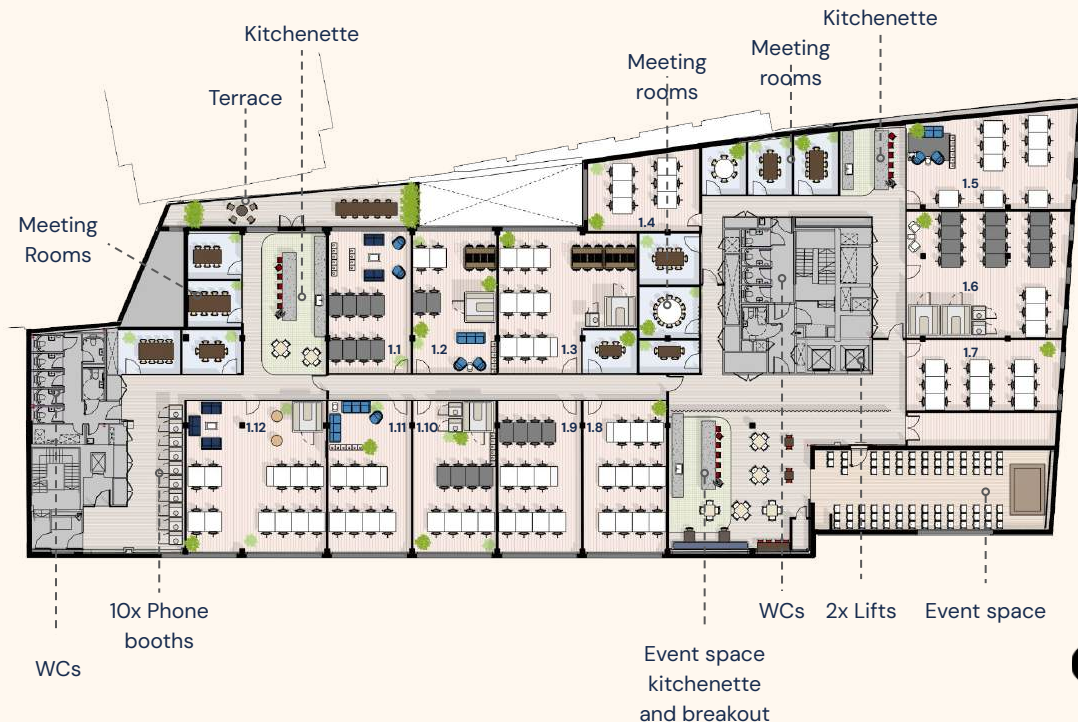 Kitchenette
Kitchenette
Meeting
rooms
Meeting
rooms
Terrace
Meeting
Rooms
1.5
1.4
1.6
1.1
1.2
1.3
1.7
1.12
1.11
1.10
1.9
1.8
10x Phone
booths
WCs
2x Lifts
Event space
WCs
Event space
kitchenette
and breakout